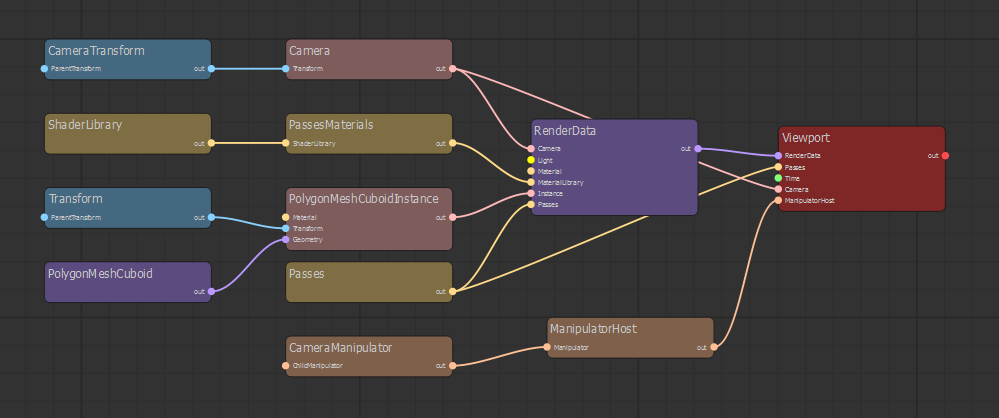 CameraTransform
ParentTransform out
Camera
Transform out
ShaderLibrary
out
PassesMaterials
ShaderLibrary out
Transform
ParentTransform out
PolygonMeshCuboidInstance
Material out
Transform
Geometry
PolygonMeshCuboid
out
Passes
out
CameraManipulator
ChildManipulator out
RenderData
Camera out
Light
Material
MaterialLibrary
Instance
Passes
ManipulatorHost
Manipulator out
Viewport
RenderData out
Passes
Time
Camera
ManipulatorHost